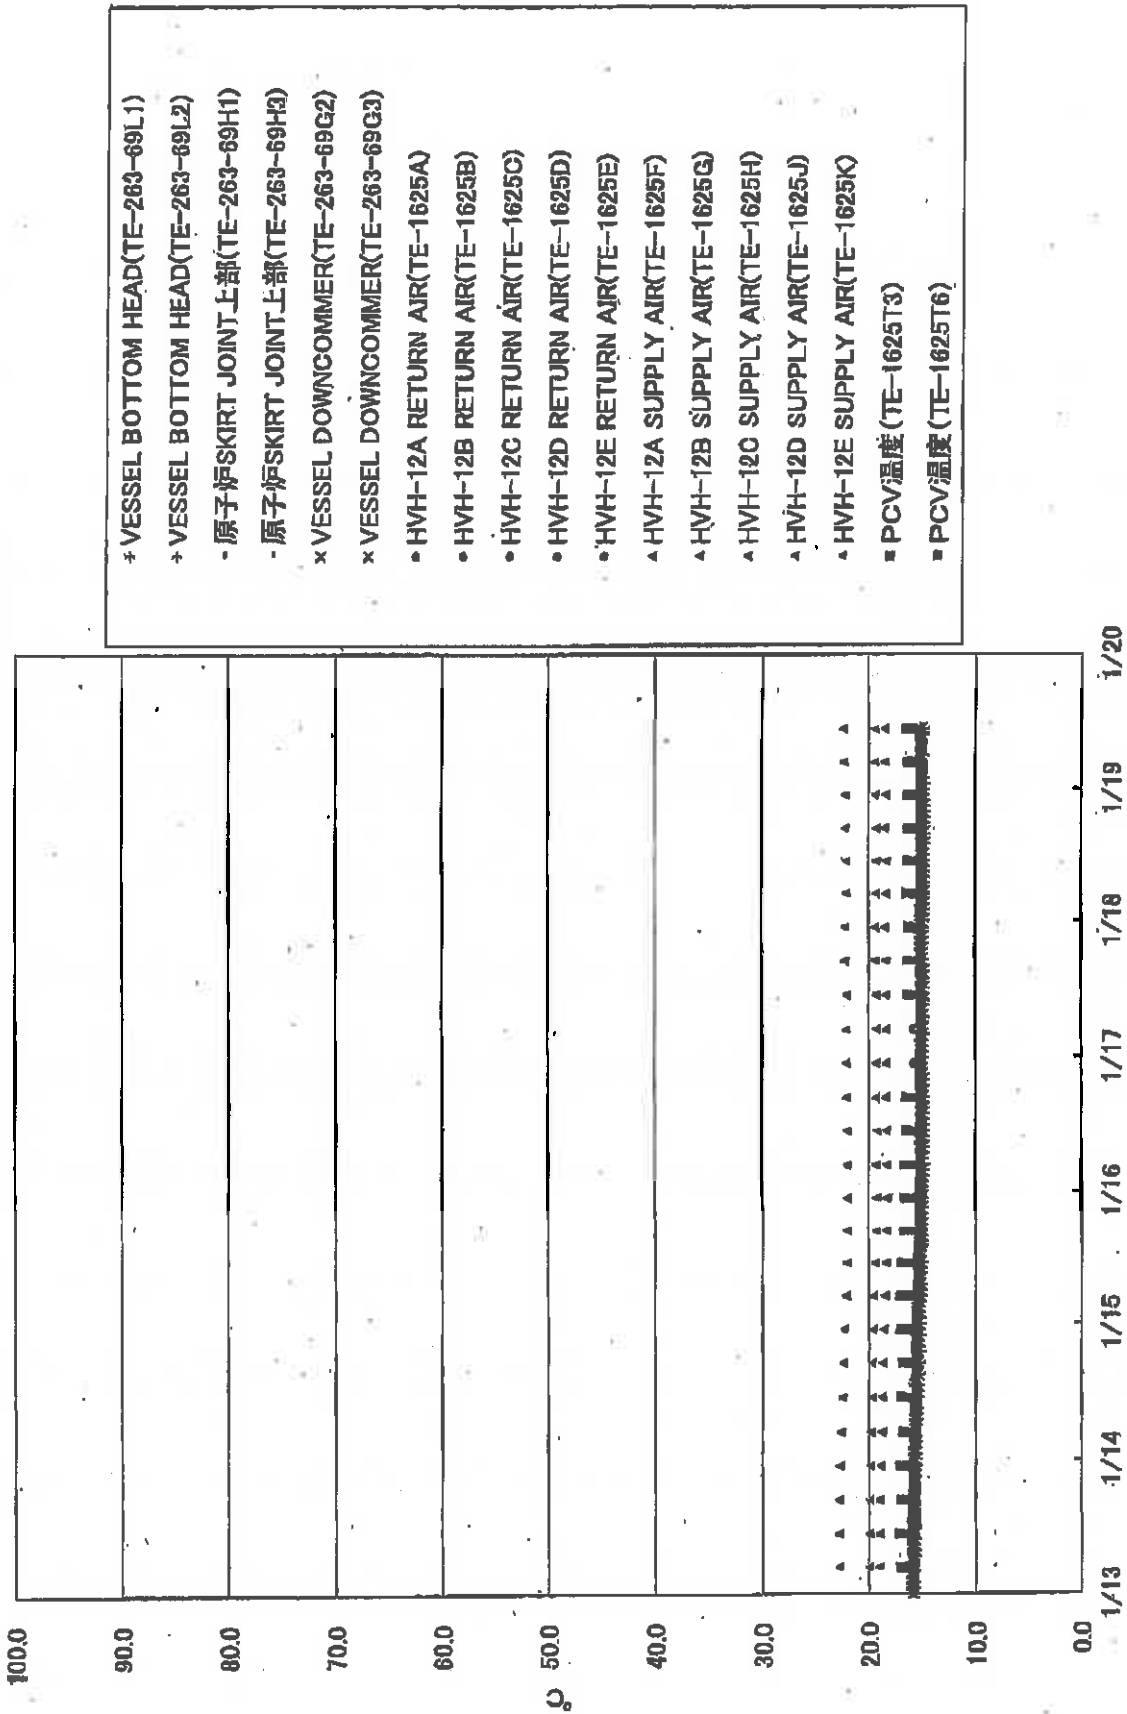 100.0
90.0
80.0
70.0
60.0
50.0
40.0
30.0
20.0
10.0
0.0
℃
1/13
1/14
1/15
1/16
1/17
1/18
1/19
1/20
+ VESSEL BOTTOM HEAD(TE-263-69L1)
+ VESSEL BOTTOM HEAD(TE-263-69L2)
- 原子炉SKIRT JOINT上部(TE-263-69H1)
- 原子炉SKIRT JOINT上部(TE-263-69H3)
× VESSEL DOWNCOMMER(TE-263-69G2)
× VESSEL DOWNCOMMER(TE-263-69G3)
● HVH-12A RETURN AIR(TE-1625A)
● HVH-12B RETURN AIR(TE-1625B)
● HVH-12C RETURN AIR(TE-1625C)
● HVH-12D RETURN AIR(TE-1625D)
● HVH-12E RETURN AIR(TE-1625E)
▲ HVH-12A SUPPLY AIR(TE-1625F)
▲ HVH-12B SUPPLY AIR(TE-1625G)
▲ HVH-12C SUPPLY AIR(TE-1625H)
▲ HVH-12D SUPPLY AIR(TE-1625J)
▲ HVH-12E SUPPLY AIR(TE-1625K)
■ PCV温度(TE-1625T3)
■ PCV温度(TE-1625T6)